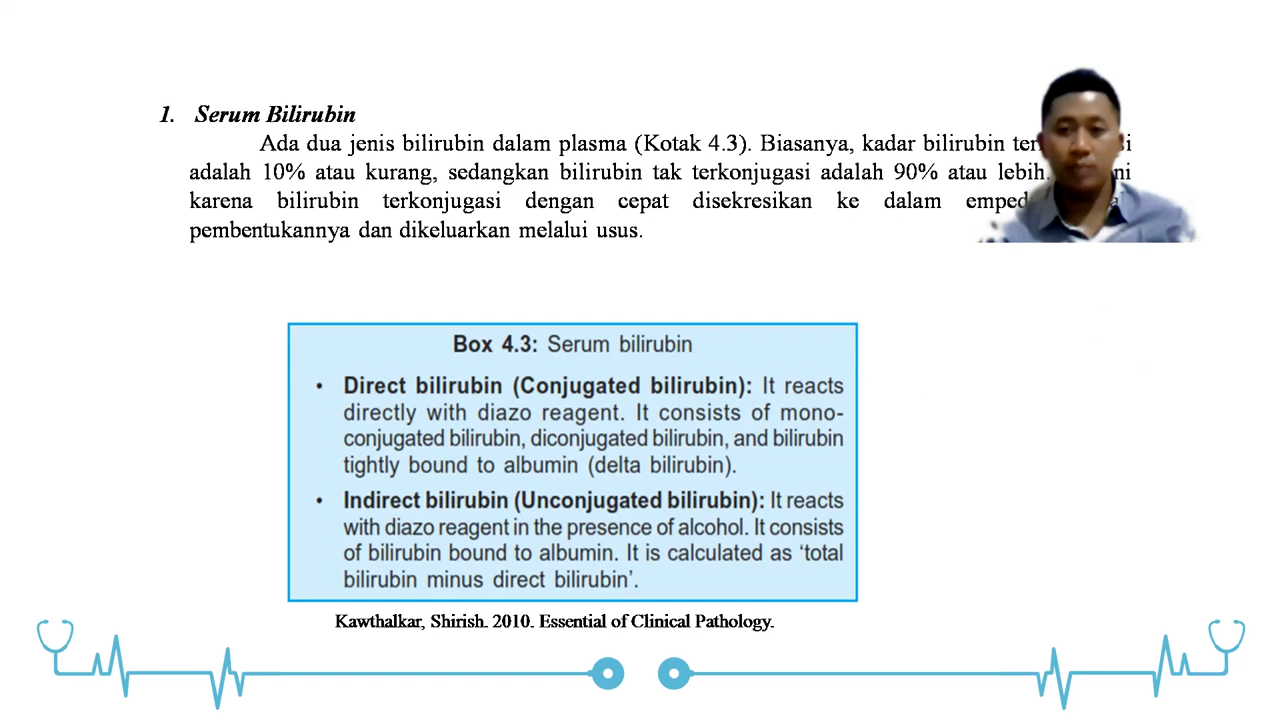 1. Serum Bilirubin
Ada dua jenis bilirubin dalam plasma (Kotak 4.3). Biasanya, kadar bilirubin
adalah 10% atau kurang, sedangkan bilirubin tak terkonjugasi adalah 90% atau lebih.
karena bilirubin terkonjugasi dengan cepat disekresikan ke dalam
pembentukannya dan dikeluarkan melalui usus.
Box 4.3: Serum bilirubin
• Direct bilirubin (Conjugated bilirubin): It reacts
directly with diazo reagent. It consists of mono-
conjugated bilirubin, diconjugated bilirubin, and bilirubin
tightly bound to albumin (delta bilirubin).
• Indirect bilirubin (Unconjugated bilirubin): It reacts
with diazo reagent in the presence of alcohol. It consists
of bilirubin bound to albumin. It is calculated as ‘total
bilirubin minus direct bilirubin’.
Kawthalkar, Shirish. 2010. Essential of Clinical Pathology.